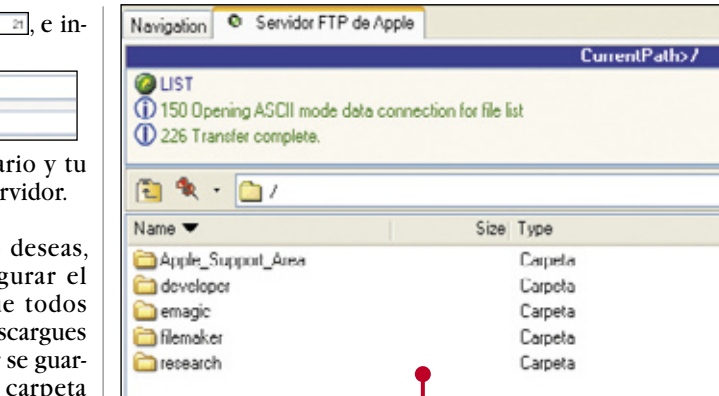 21, e in-
ario y tu
rvidor.
deseas,
gurar el
ue todos
scargues
r se guar-
carpeta
Navigation Servidor FTP de Apple
CurrentPath>/
LIST
150 Opening ASCII mode data connection for file list
226 Transfer complete.
/
Name Size Type
Apple_Support_Area Carpeta
developer Carpeta
emagic Carpeta
filemaker Carpeta
research Carpeta